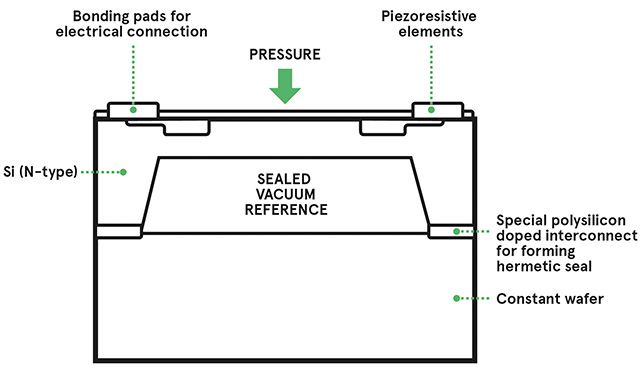 Bonding pads for
electrical connection
Piezoresistive
elements
PRESSURE
Si (N-type)
SEALED
VACUUM
REFERENCE
Special polysilicon
doped interconnect
for forming
hermetic seal
Constant wafer